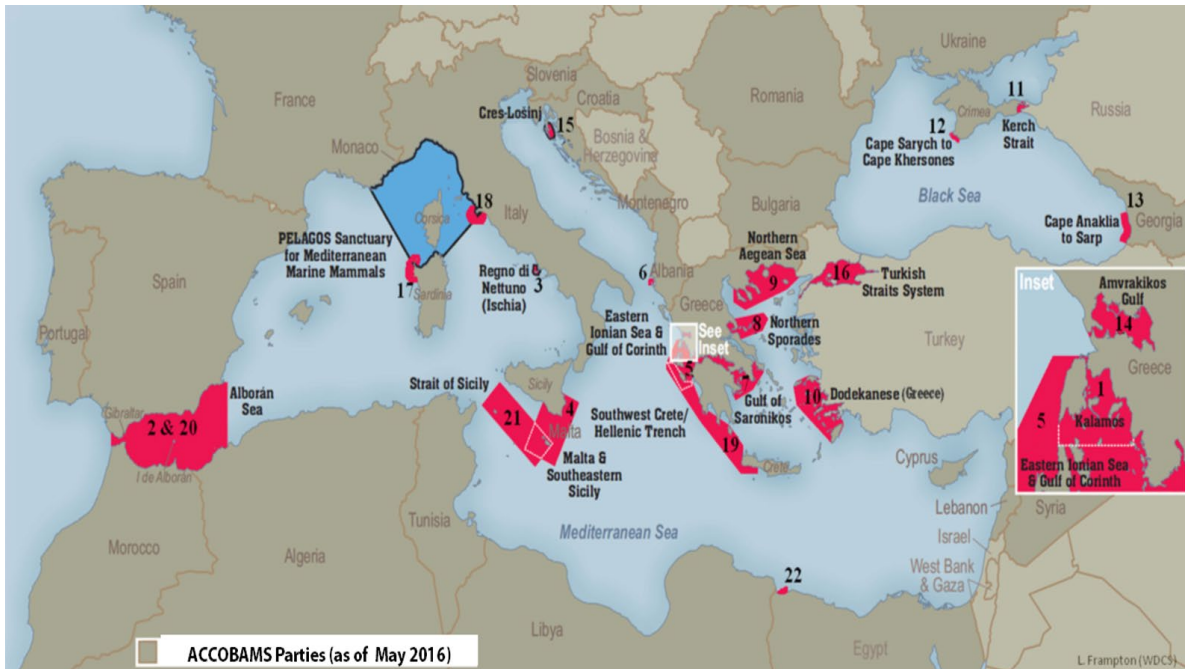 Ukraine
11
Slovenia
France
Croatia
Romania
Crimea
Russia
Cres-Lošinj
15
12
Kerch
Strait
Bosnia &
Herzegovina
Cape Sarych to
Cape Khersones
Monaco
Black Sea
13
18
Italy
Montenegro
Bulgaria
Georgia
Corsica
Cape Anaklia
to Sarp
PELAGOS Sanctuary
for Mediterranean
Marine Mammals
Northern
Aegean Sea
Spain
Regno di
Nettuno
(Ischia)
3
6
Albania
9
16
Turkish
Straits System
Inset
Amvrakikos
Gulf
14
17
Sardinia
Greece
Portugal
Eastern
Ionian Sea &
Gulf of Corinth
See
Inset
8
Northern
Sporades
Turkey
Greece
Strait of Sicily
Sicily
5
7
Gulf of
Saronikos
10
Dodekanese (Greece)
1
Kalamos
5
Alborán
Sea
Gibraltar
2 & 20
I de Alborán
21
4
Malta
Southwest Crete/
Hellenic Trench
19
Crete
Malta &
Southeastern
Sicily
Cyprus
Eastern Ionian Sea
& Gulf of Corinth
Lebanon
Syria
Morocco
Algeria
Tunisia
Mediterranean Sea
Israel
West Bank
& Gaza
22
Libya
Egypt
ACCOBAMS Parties (as of May 2016)
L. Frampton (WDCS)